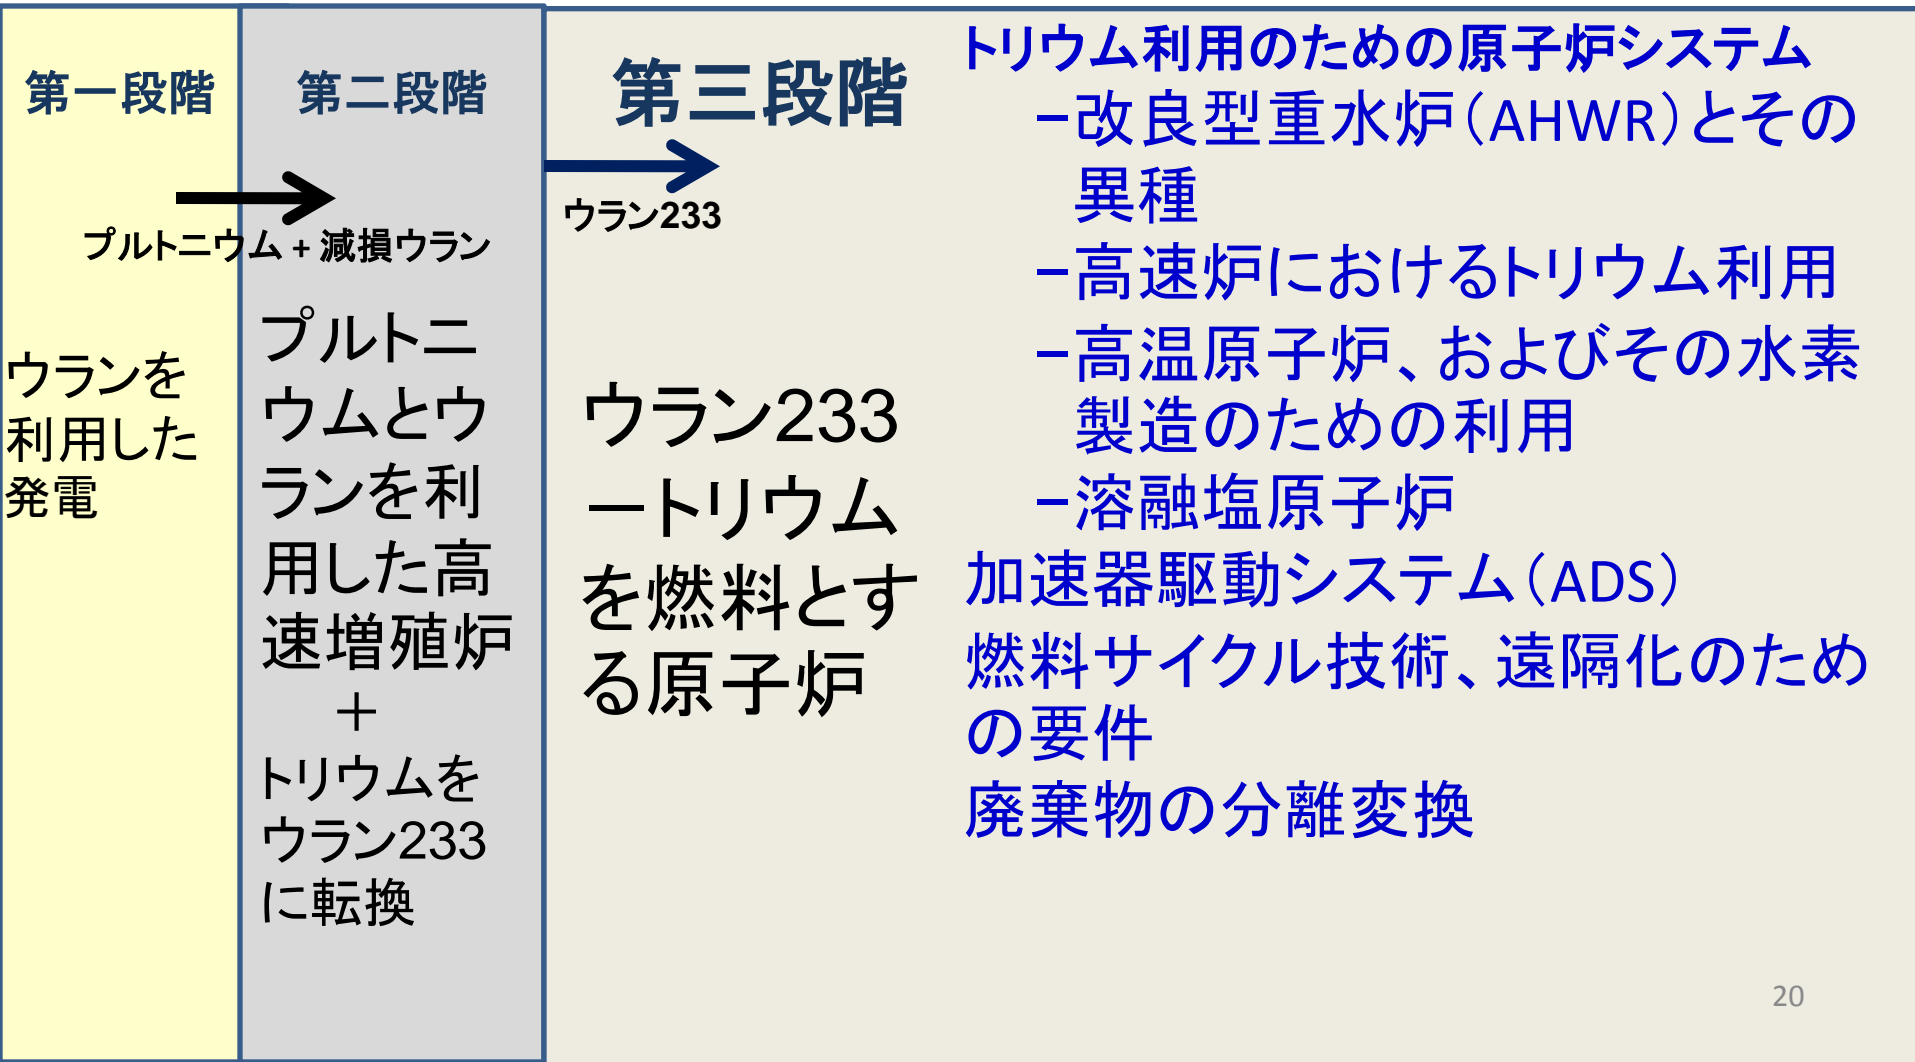 第一段階
プルトニウム + 減損ウラン
ウランを
利用した
発電
第二段階
プルトニ
ウムとウ
ランを利
用した高
速増殖炉
＋
トリウムを
ウラン233
に転換
第三段階
ウラン233
ウラン233
－トリウム
を燃料とす
る原子炉
トリウム利用のための原子炉システム
−改良型重水炉（AHWR）とその
異種
−高速炉におけるトリウム利用
−高温原子炉、およびその水素
製造のための利用
−溶融塩原子炉
加速器駆動システム（ADS）
燃料サイクル技術、遠隔化のため
の要件
廃棄物の分離変換
20